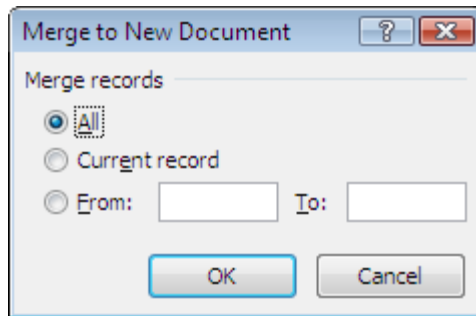 Merge to New Document ?
Merge records
All
Current record
From: To:
OK Cancel